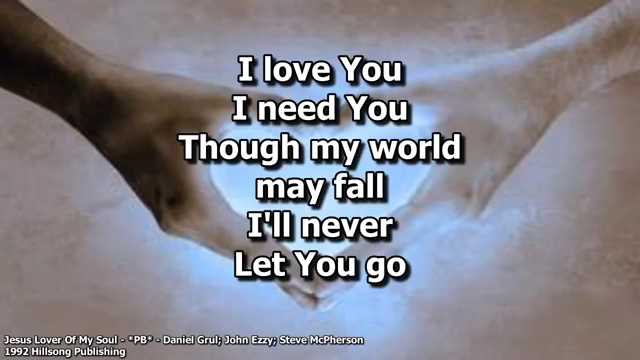 I love You
I need You
Though my world
may fall
I'll never
Let You go
Jesus Lover Of My Soul - *PB* - Daniel Grul; John Ezzy; Steve McPherson
1992 Hillsong Publishing